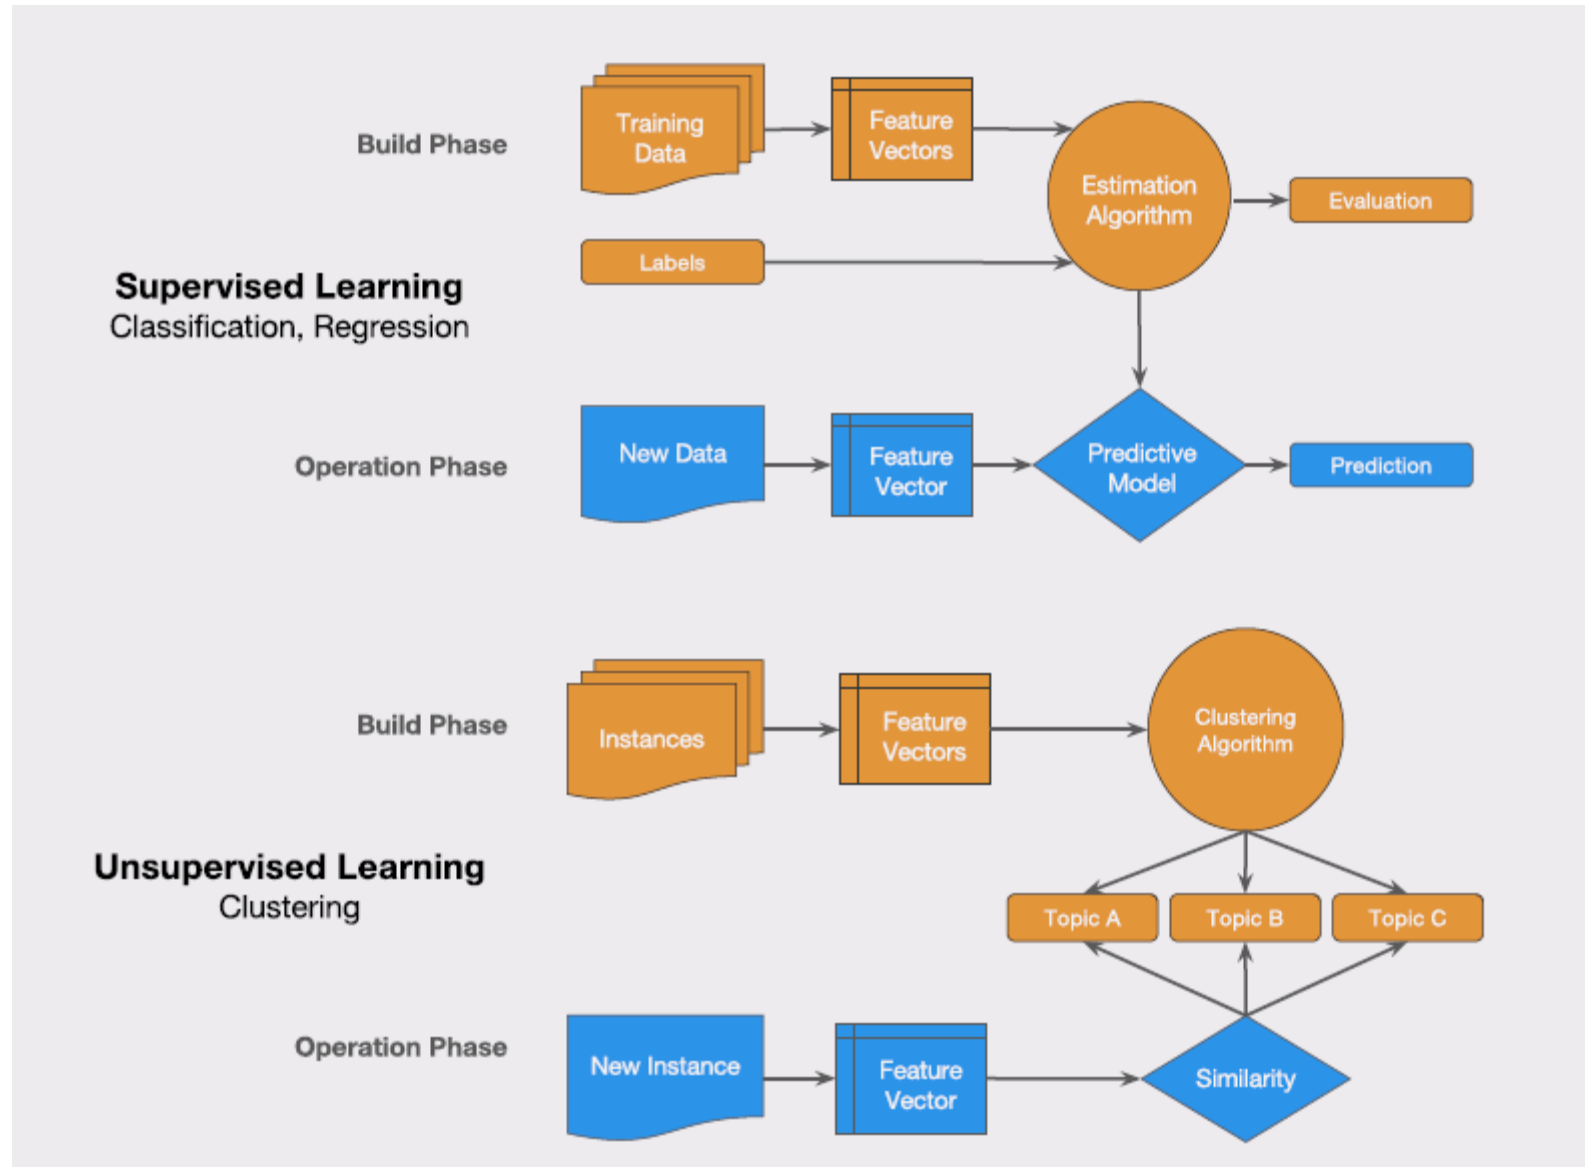 Build Phase
Training
Data
Feature
Vectors
Estimation
Algorithm
Evaluation
Labels
Supervised Learning
Classification, Regression
Operation Phase
New Data
Feature
Vector
Predictive
Model
Prediction
Build Phase
Instances
Feature
Vectors
Clustering
Algorithm
Unsupervised Learning
Clustering
Topic A
Topic B
Topic C
Operation Phase
New Instance
Feature
Vector
Similarity